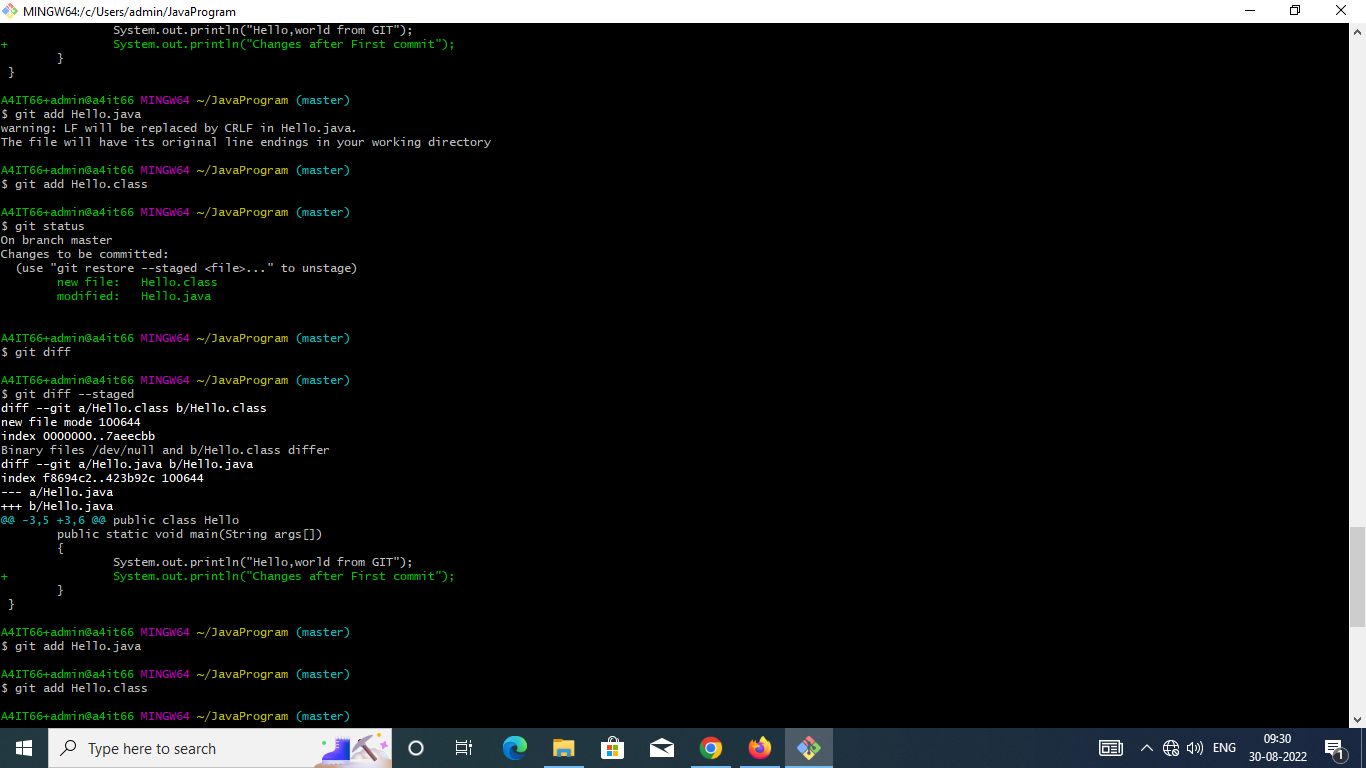 MINGW64:/c/Users/admin/JavaProgram
System.out.println("Hello,world from GIT");
+ System.out.println("Changes after First commit");
}
}
A4IT66+admin@a4it66 MINGW64 ~/JavaProgram (master)
$ git add Hello.java
warning: LF will be replaced by CRLF in Hello.java.
The file will have its original line endings in your working directory
A4IT66+admin@a4it66 MINGW64 ~/JavaProgram (master)
$ git add Hello.class
A4IT66+admin@a4it66 MINGW64 ~/JavaProgram (master)
$ git status
On branch master
Changes to be committed:
(use "git restore --staged <file>..." to unstage)
new file:   Hello.class
modified:   Hello.java
A4IT66+admin@a4it66 MINGW64 ~/JavaProgram (master)
$ git diff
A4IT66+admin@a4it66 MINGW64 ~/JavaProgram (master)
$ git diff --staged
diff --git a/Hello.class b/Hello.class
new file mode 100644
index 0000000..7aeecbb
Binary files /dev/null and b/Hello.class differ
diff --git a/Hello.java b/Hello.java
index f8694c2..423b92c 100644
--- a/Hello.java
+++ b/Hello.java
@@ -3,5 +3,6 @@ public class Hello
public static void main(String args[])
{
System.out.println("Hello,world from GIT");
+ System.out.println("Changes after First commit");
}
}
A4IT66+admin@a4it66 MINGW64 ~/JavaProgram (master)
$ git add Hello.java
A4IT66+admin@a4it66 MINGW64 ~/JavaProgram (master)
$ git add Hello.class
A4IT66+admin@a4it66 MINGW64 ~/JavaProgram (master)
Type here to search
ENG
09:30
30-08-2022
1